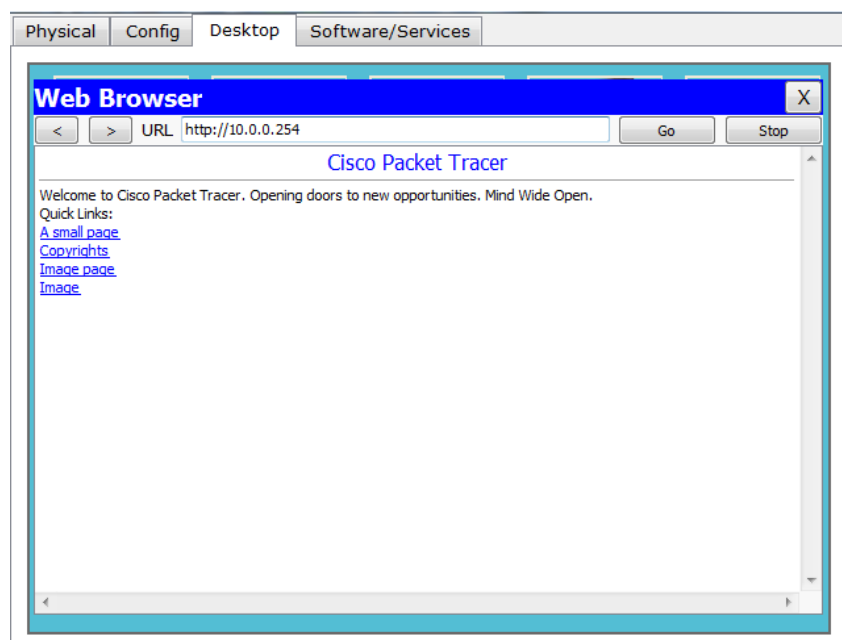 Physical Config Desktop Software/Services
Web Browser X
< > URL http://10.0.0.254 Go Stop
Cisco Packet Tracer
Welcome to Cisco Packet Tracer. Opening doors to new opportunities. Mind Wide Open.
Quick Links:
A small page
Copyrights
Image page
Image